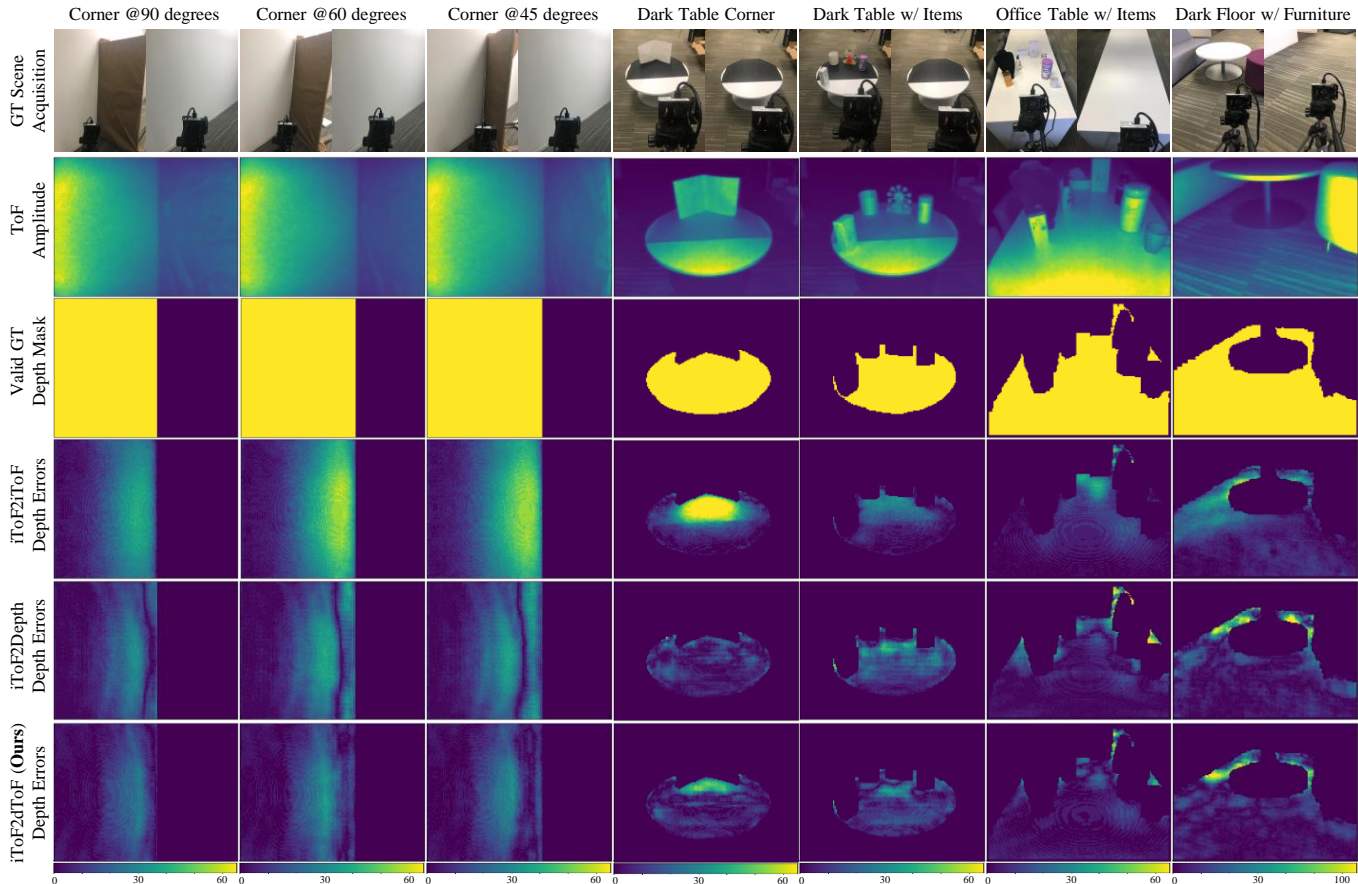 Corner @90 degrees Corner @60 degrees Corner @45 degrees Dark Table Corner Dark Table w/ Items Office Table w/ Items Dark Floor w/ Furniture
GT Scene
Acquisition
ToF
Amplitude
Valid GT
Depth Mask
iToF2iToF
Depth Errors
iToF2Depth
Depth Errors
iToF2dToF (Ours)
Depth Errors
0 30 60 0 30 60 0 30 60 0 30 60 0 30 60 0 30 60 0 50 100